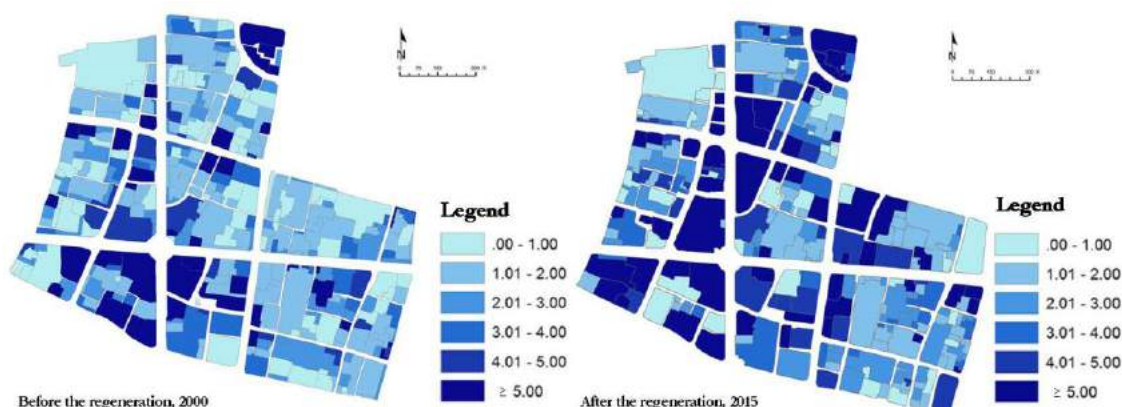 N
N
Legend
.00 - 1.00
1.01 - 2.00
2.01 - 3.00
3.01 - 4.00
4.01 - 5.00
≥ 5.00
Before the regeneration, 2000
Legend
.00 - 1.00
1.01 - 2.00
2.01 - 3.00
3.01 - 4.00
4.01 - 5.00
≥ 5.00
After the regeneration, 2015